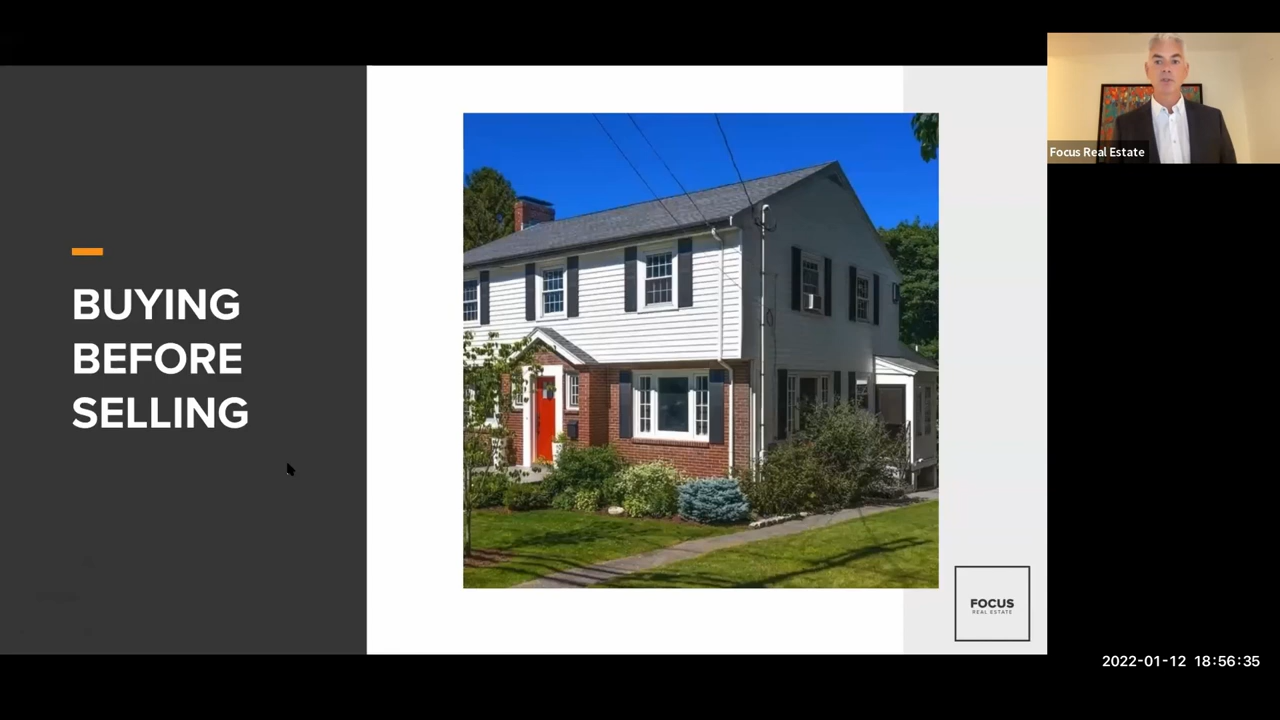 BUYING
BEFORE
SELLING
Focus Real Estate
FOCUS
REAL ESTATE
2022-01-12 18:56:35